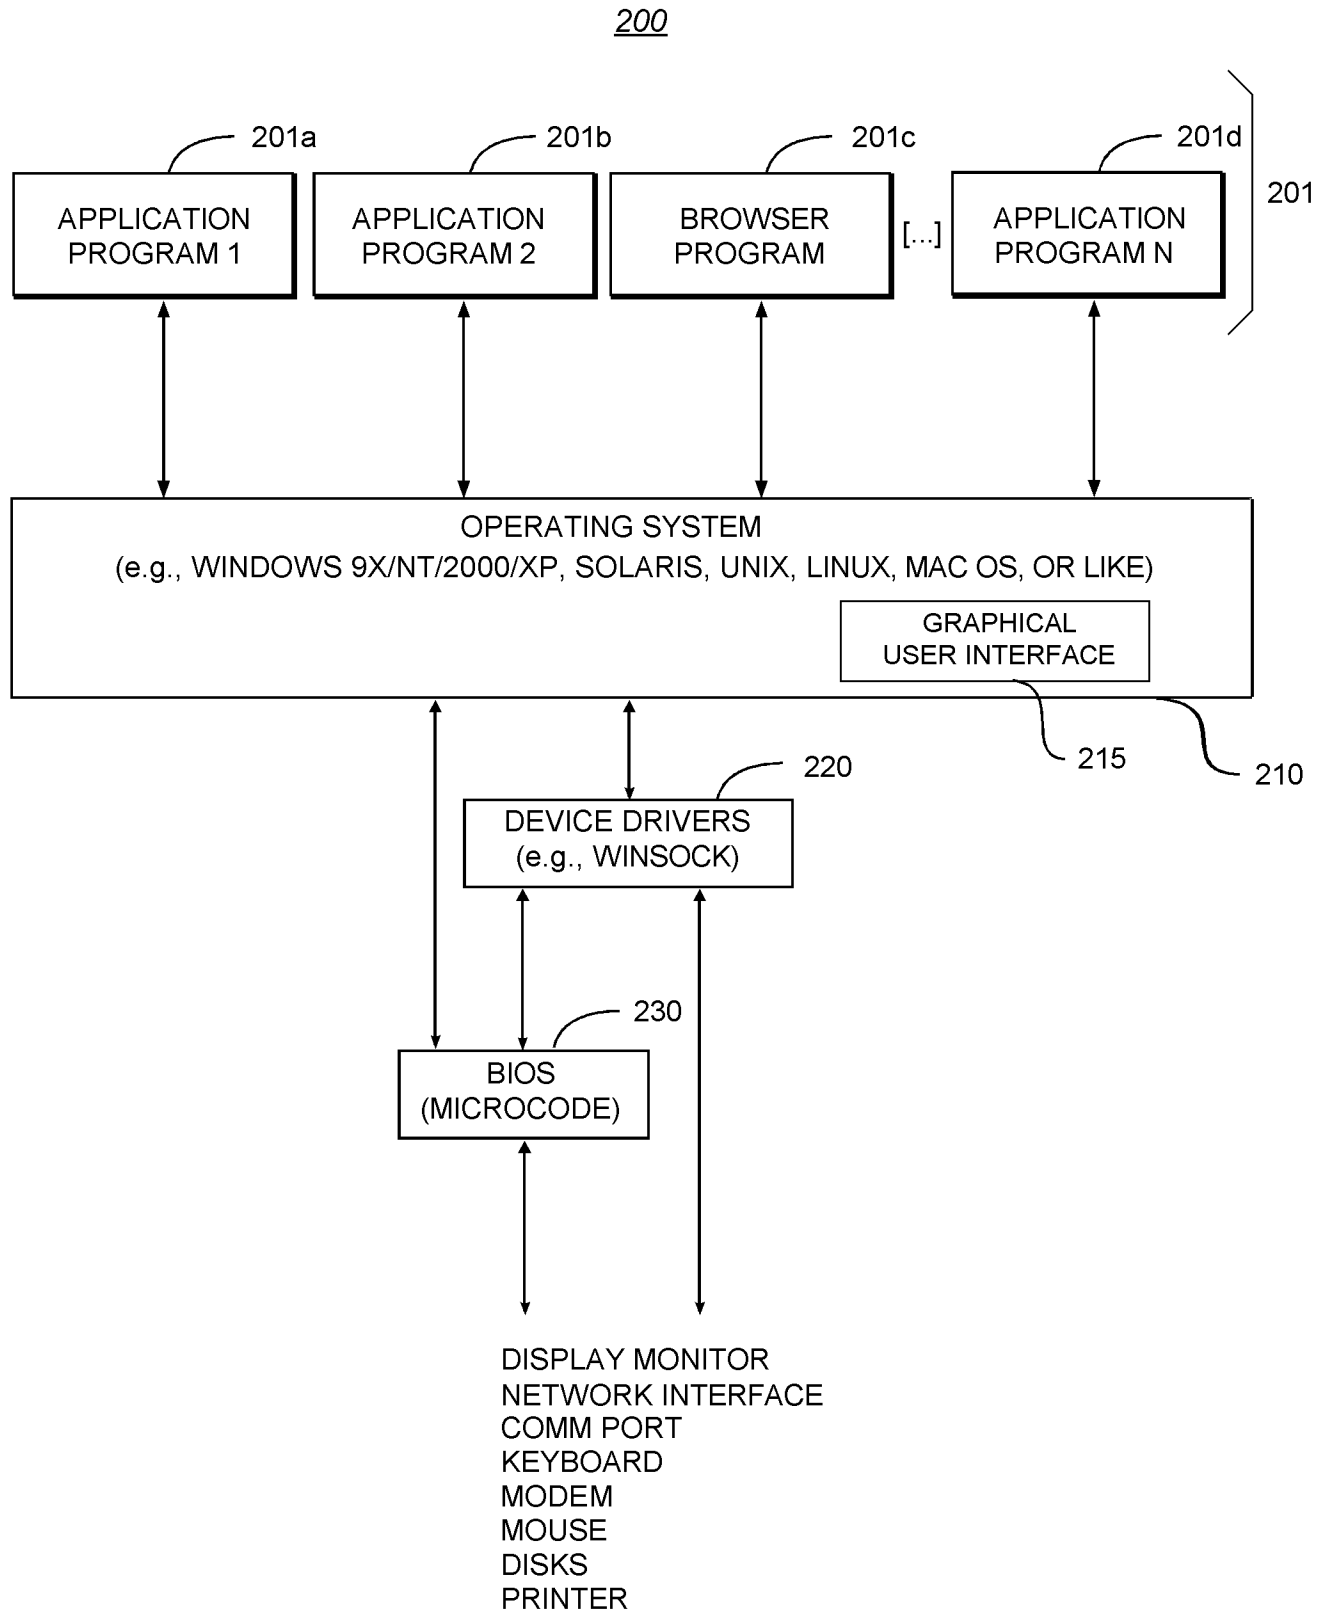 200
201a
201b
201c
201d
201
APPLICATION
PROGRAM 1
APPLICATION
PROGRAM 2
BROWSER
PROGRAM
[...]
APPLICATION
PROGRAM N
OPERATING SYSTEM
(e.g., WINDOWS 9X/NT/2000/XP, SOLARIS, UNIX, LINUX, MAC OS, OR LIKE)
GRAPHICAL
USER INTERFACE
215
210
220
DEVICE DRIVERS
(e.g., WINSOCK)
230
BIOS
(MICROCODE)
DISPLAY MONITOR
NETWORK INTERFACE
COMM PORT
KEYBOARD
MODEM
MOUSE
DISKS
PRINTER